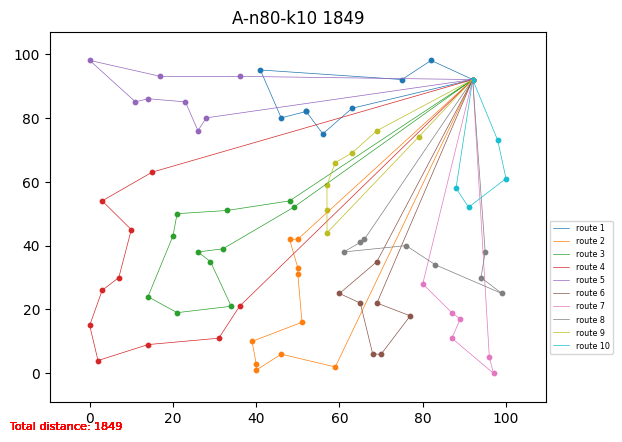 A-n80-k10 1849
100
80
60
40
20
0
0 20 40 60 80 100
route 1
route 2
route 3
route 4
route 5
route 6
route 7
route 8
route 9
route 10
Total distance: 1849